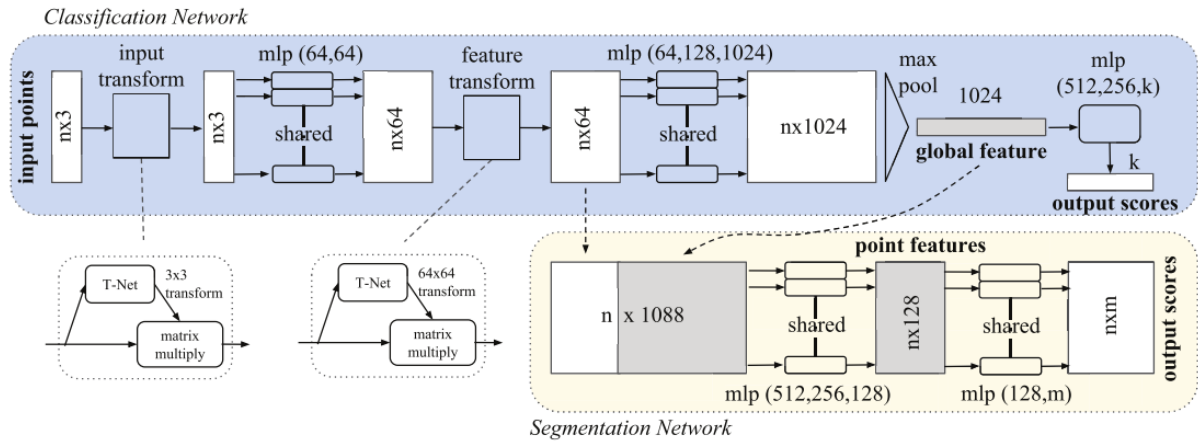 Classification Network
input points
nx3
input
transform
nx3
mlp (64,64)
shared
nx64
feature
transform
nx64
mlp (64,128,1024)
shared
nx1024
max
pool
1024
global feature
mlp
(512,256,k)
k
output scores
T-Net
3x3
transform
matrix
multiply
T-Net
64x64
transform
matrix
multiply
point features
n x 1088
shared
mlp (512,256,128)
nx128
shared
mlp (128,m)
nxm
output scores
Segmentation Network